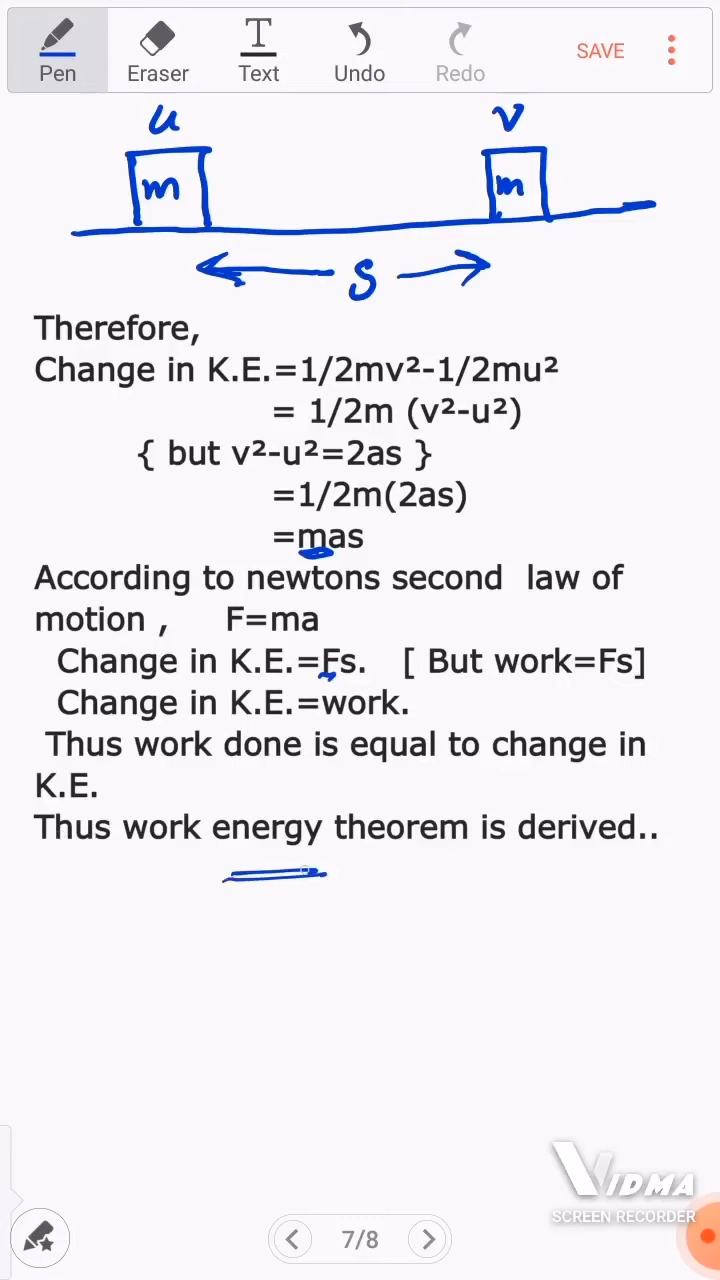 Pen Eraser Text Undo Redo SAVE
u v
m m
S
Therefore,
Change in K.E.=1/2mv²-1/2mu²
= 1/2m (v²-u²)
{ but v²-u²=2as }
=1/2m(2as)
=mas
According to newtons second law of
motion , F=ma
Change in K.E.=Fs. [ But work=Fs]
Change in K.E.=work.
Thus work done is equal to change in
K.E.
Thus work energy theorem is derived..
VIDMA
SCREEN RECORDER
7/8